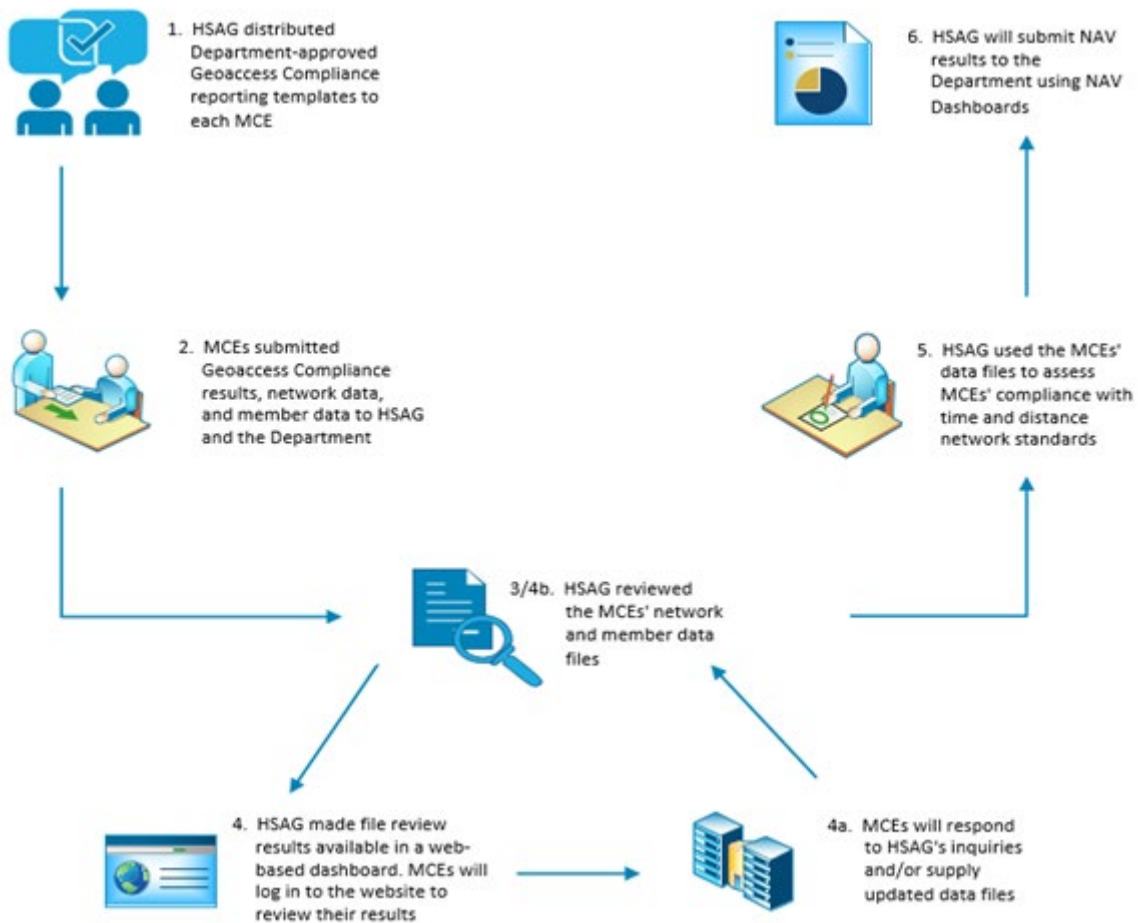 1. HSAG distributed
Department-approved
Geoaccess Compliance
reporting templates to
each MCE
2. MCEs submitted
Geoaccess Compliance
results, network data,
and member data to HSAG
and the Department
3/4b. HSAG reviewed
the MCEs' network
and member data
files
4. HSAG made file review
results available in a web-
based dashboard. MCEs will
log in to the website to
review their results
4a. MCEs will respond
to HSAG's inquiries
and/or supply
updated data files
5. HSAG used the MCEs'
data files to assess
MCEs' compliance with
time and distance
network standards
6. HSAG will submit NAV
results to the
Department using NAV
Dashboards